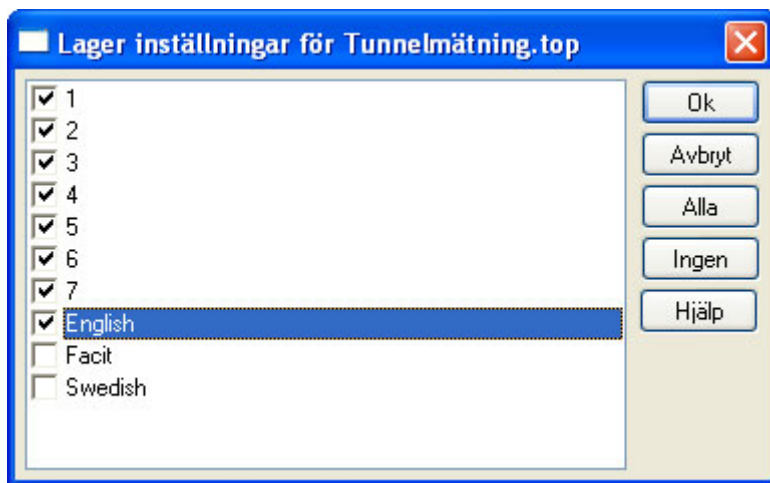 Lager inställningar för Tunnelmätning.top
1
2
3
4
5
6
7
English
Facit
Swedish
Ok
Avbryt
Alla
Ingen
Hjälp